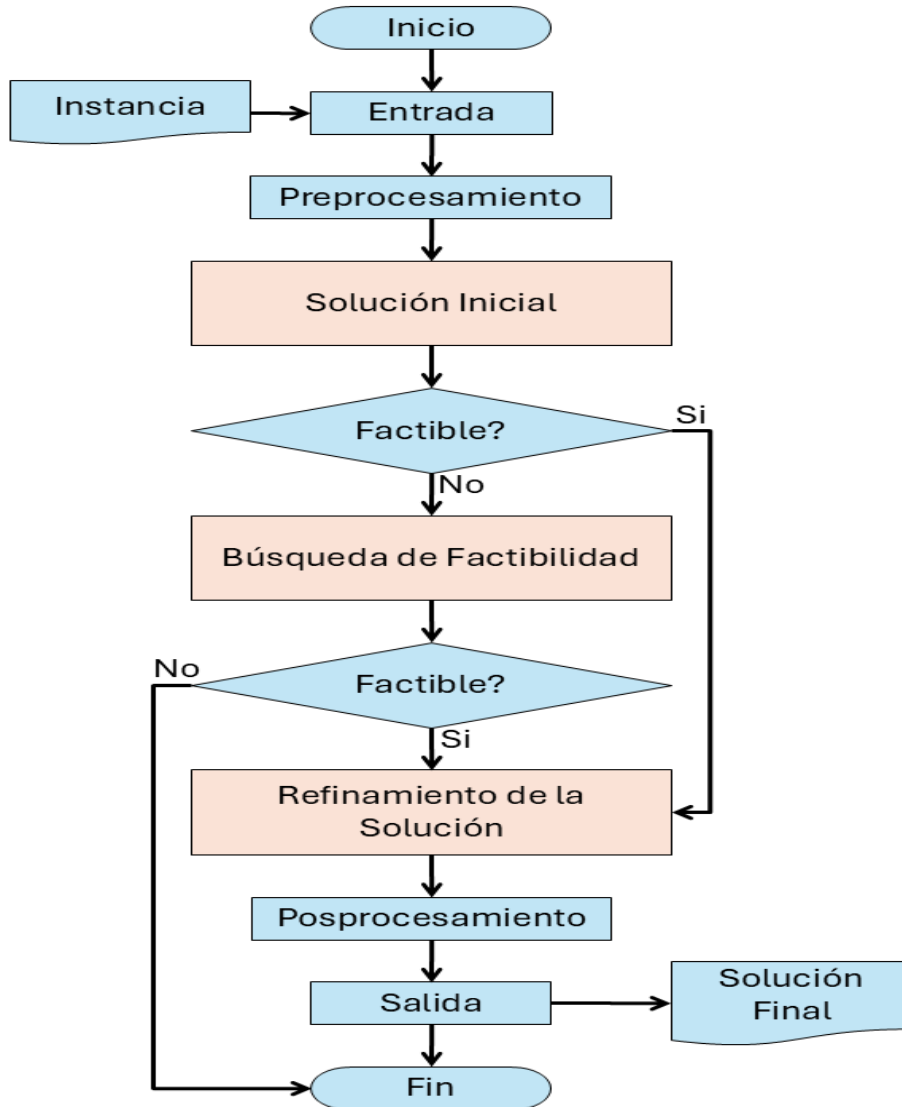 Inicio
Instancia
Entrada
Preprocesamiento
Solución Inicial
Factible?
Si
No
Búsqueda de Factibilidad
No
Factible?
Si
Refinamiento de la
Solución
Posprocesamiento
Salida
Solución
Final
Fin